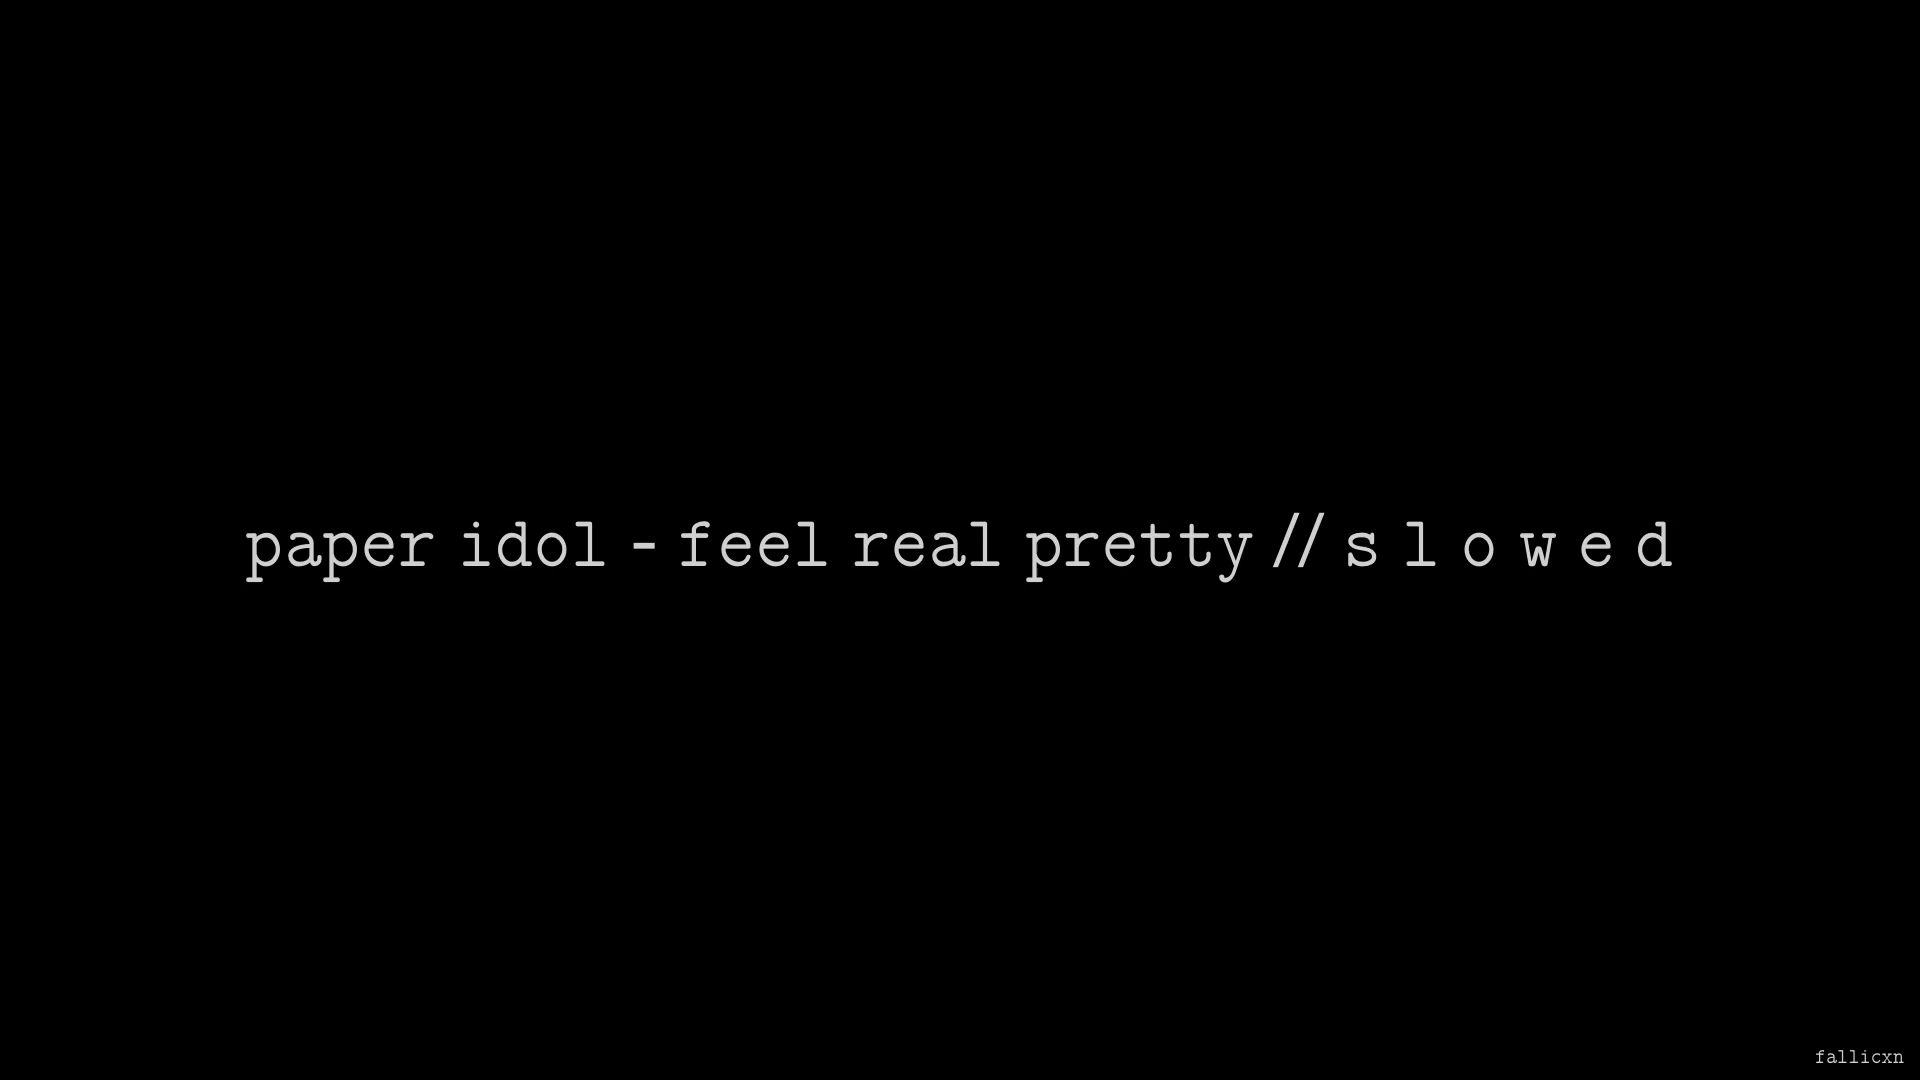 paper idol - feel real pretty // s l o w e d
fallicxn